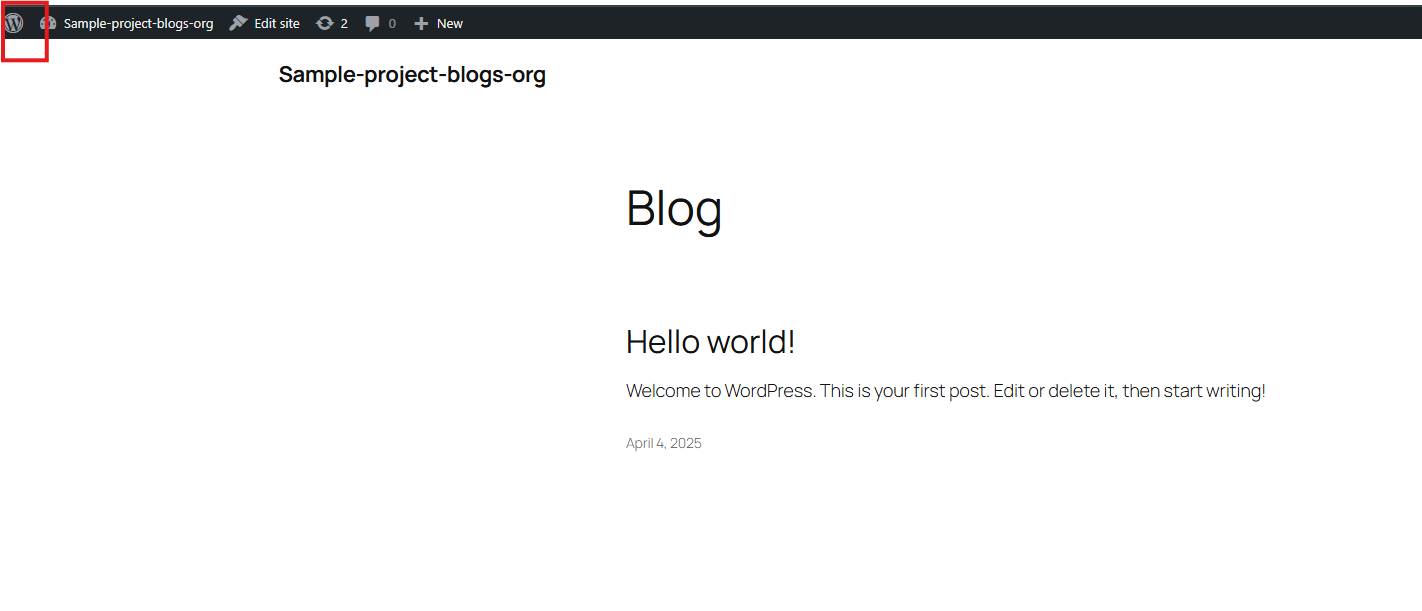 Sample-project-blogs-org Edit site 2 0 New
Sample-project-blogs-org
Blog
Hello world!
Welcome to WordPress. This is your first post. Edit or delete it, then start writing!
April 4, 2025